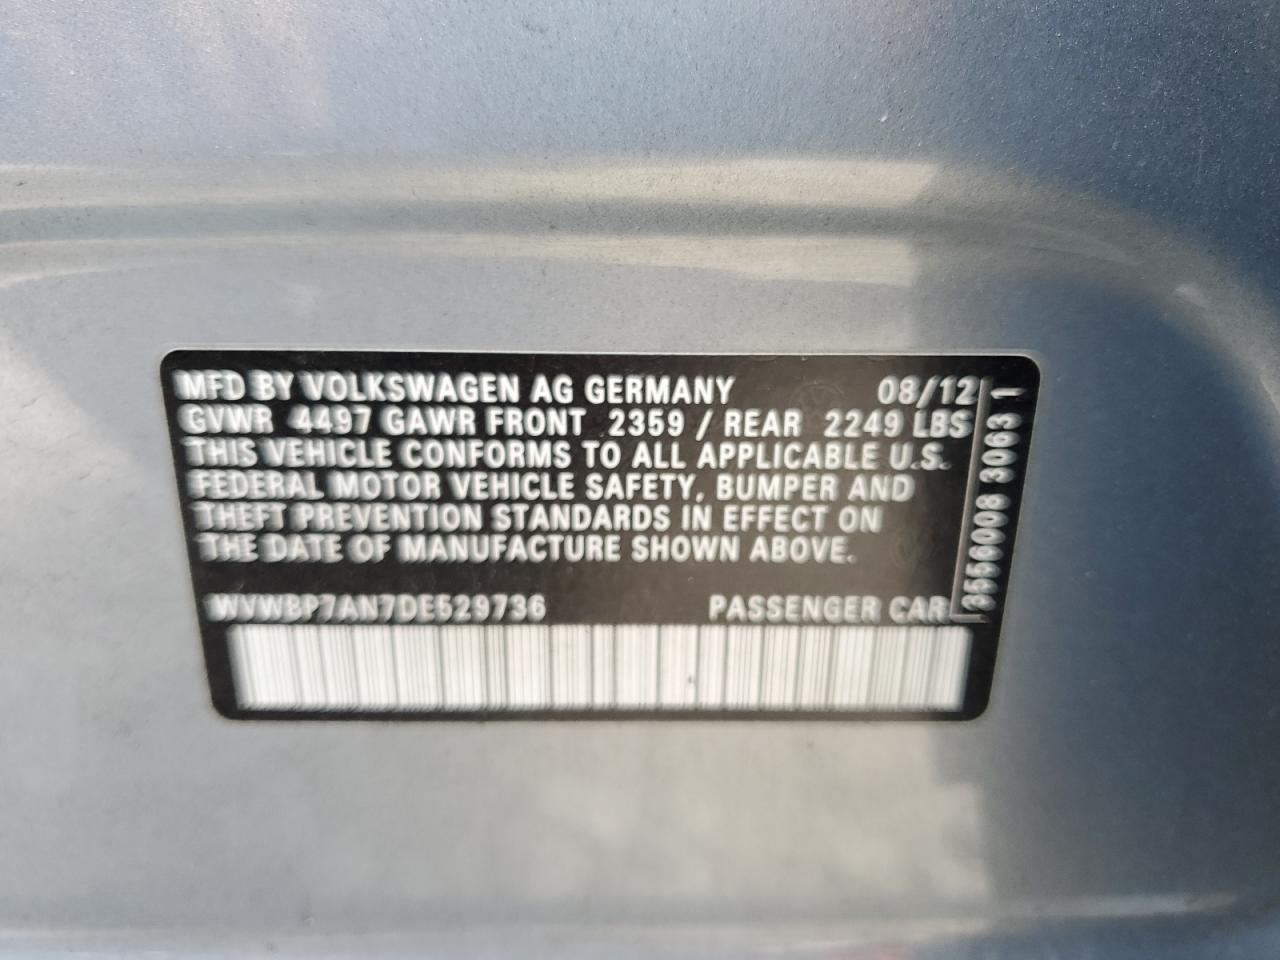 MFD BY VOLKSWAGEN AG GERMANY 08/12
GVWR 4497 GAWR FRONT 2359 / REAR 2249 LBS
THIS VEHICLE CONFORMS TO ALL APPLICABLE U.S.
FEDERAL MOTOR VEHICLE SAFETY, BUMPER AND
THEFT PREVENTION STANDARDS IN EFFECT ON
THE DATE OF MANUFACTURE SHOWN ABOVE.
WVWBP7AN7DE529736 PASSENGER CAR
3556008 3063 1